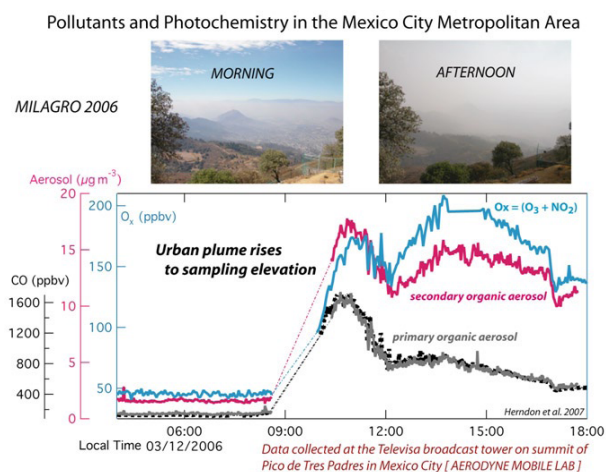 Pollutants and Photochemistry in the Mexico City Metropolitan Area
MILAGRO 2006
MORNING
AFTERNOON
Aerosol (µg m⁻³)
20
15
10
5
0
CO (ppbv)
1600
1200
800
400
Oₓ (ppbv)
200
150
100
50
Urban plume rises
to sampling elevation
Ox = (O₃ + NO₂)
secondary organic aerosol
primary organic aerosol
Herndon et al. 2007
06:00
09:00
12:00
15:00
18:00
Local Time 03/12/2006
Data collected at the Televisa broadcast tower on summit of
Pico de Tres Padres in Mexico City [ AERODYNE MOBILE LAB ]